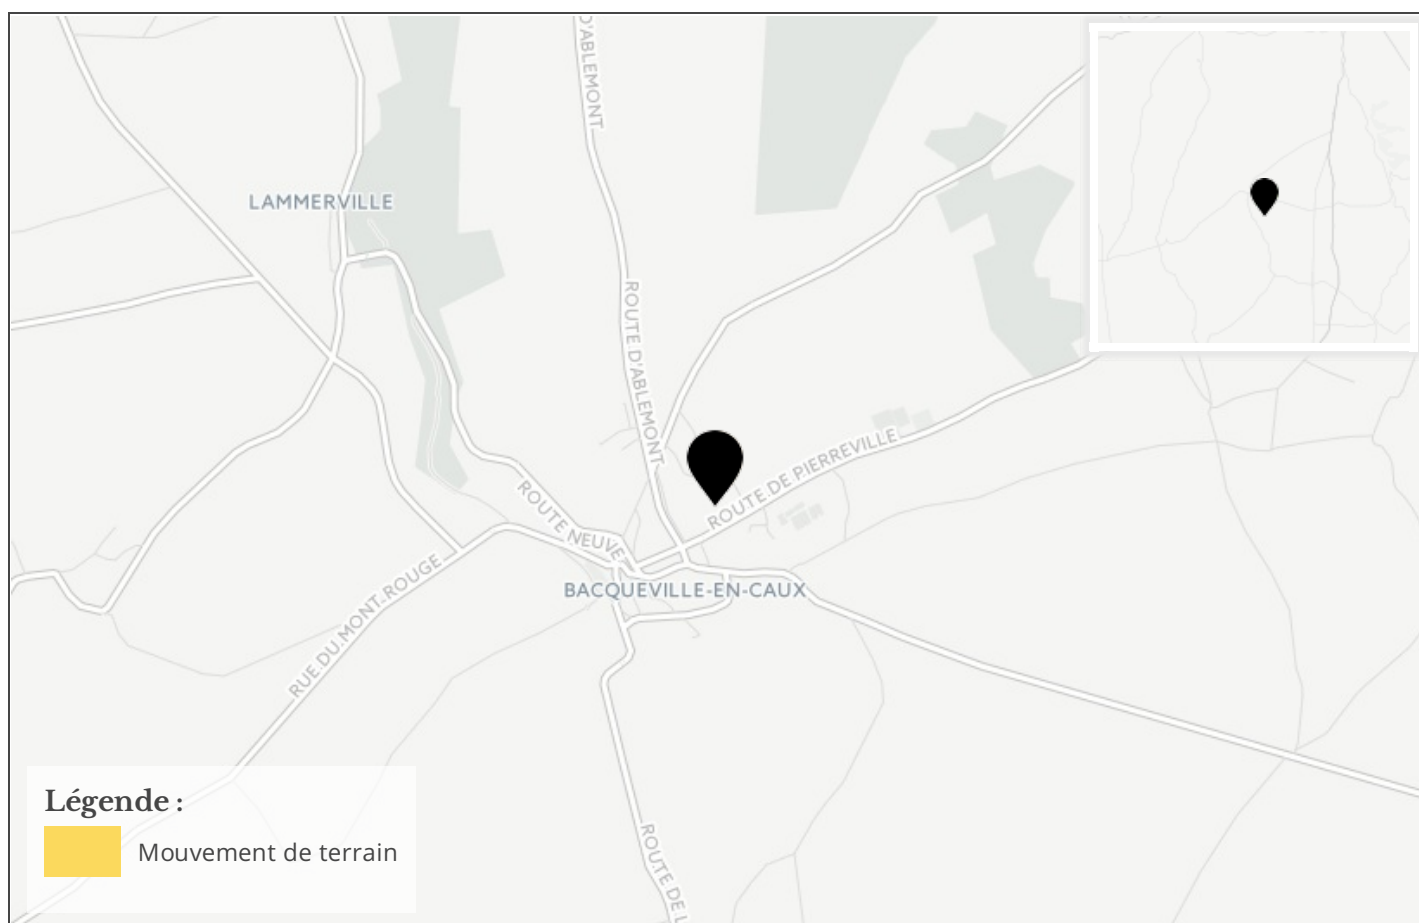 D'ABLEMONT
LAMMERVILLE
ROUTE D'ABLEMONT
ROUTE DE PIERREVILLE
ROUTE NEUVE
BACQUEVILLE-EN-CAUX
RUE DU MONT-ROUGE
Légende :
Mouvement de terrain
ROUTE DE L